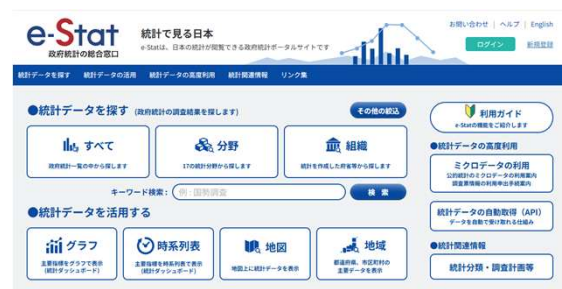 e-Stat
政府統計の総合窓口
統計で見る日本
e-Statは、日本の統計が閲覧できる政府統計ポータルサイトです
お問い合わせ | ヘルプ | English
ログイン 新規登録
統計データを探す 統計データの活用 統計データの高度利用 統計関連情報 リンク集
●統計データを探す (政府統計の調査結果を探します)
その他の絞込
すべて
政府統計一覧の中から探します
分野
17の統計分野から探します
組織
統計を作成した府省等から探します
キーワード検索: 例:国勢調査
検 索
●統計データを活用する
グラフ
主要指標をグラフで表示
(統計ダッシュボード)
時系列表
主要指標を時系列表で表示
(統計ダッシュボード)
地図
地図上に統計データを表示
地域
都道府県、市区町村の
主要データを表示
利用ガイド
e-Statの機能をご紹介します
●統計データの高度利用
ミクロデータの利用
公的統計のミクロデータの利用案内
調査票情報の利用申出手続案内
統計データの自動取得(API)
データを自動で受け取れる仕組み
●統計関連情報
統計分類・調査計画等